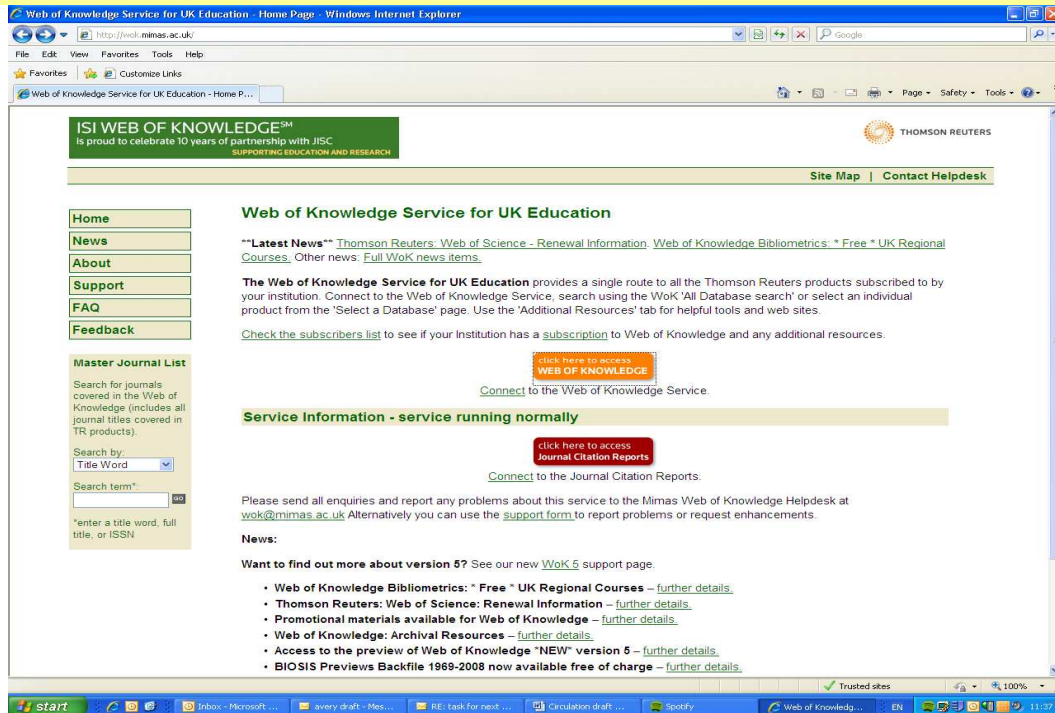 Web of Knowledge Service for UK Education - Home Page - Windows Internet Explorer
http://wok.mimas.ac.uk/
Google
File Edit View Favorites Tools Help
Favorites Customize Links
Web of Knowledge Service for UK Education - Home P...
Page Safety Tools
ISI WEB OF KNOWLEDGE℠
is proud to celebrate 10 years of partnership with JISC
SUPPORTING EDUCATION AND RESEARCH
THOMSON REUTERS
Site Map | Contact Helpdesk
Home
News
About
Support
FAQ
Feedback
Master Journal List
Search for journals
covered in the Web of
Knowledge (includes all
journal titles covered in
TR products).
Search by:
Title Word
Search term*:
GO
*enter a title word, full
title, or ISSN
Web of Knowledge Service for UK Education
**Latest News** Thomson Reuters: Web of Science - Renewal Information. Web of Knowledge Bibliometrics: * Free * UK Regional
Courses. Other news: Full WoK news items.
The Web of Knowledge Service for UK Education provides a single route to all the Thomson Reuters products subscribed to by
your institution. Connect to the Web of Knowledge Service, search using the WoK 'All Database search' or select an individual
product from the 'Select a Database' page. Use the 'Additional Resources' tab for helpful tools and web sites.
Check the subscribers list to see if your Institution has a subscription to Web of Knowledge and any additional resources.
click here to access
WEB OF KNOWLEDGE
Connect to the Web of Knowledge Service.
Service Information - service running normally
click here to access
Journal Citation Reports
Connect to the Journal Citation Reports.
Please send all enquiries and report any problems about this service to the Mimas Web of Knowledge Helpdesk at
wok@mimas.ac.uk Alternatively you can use the support form to report problems or request enhancements.
News:
Want to find out more about version 5? See our new WoK 5 support page.
• Web of Knowledge Bibliometrics: * Free * UK Regional Courses – further details.
• Thomson Reuters: Web of Science: Renewal Information – further details.
• Promotional materials available for Web of Knowledge – further details.
• Web of Knowledge: Archival Resources – further details.
• Access to the preview of Web of Knowledge *NEW* version 5 – further details.
• BIOSIS Previews Backfile 1969-2008 now available free of charge – further details.
Trusted sites 100%
start Inbox - Microsoft ... avery draft - Mes... RE: task for next ... Circulation draft ... Spotify Web of Knowledg... EN 11:37